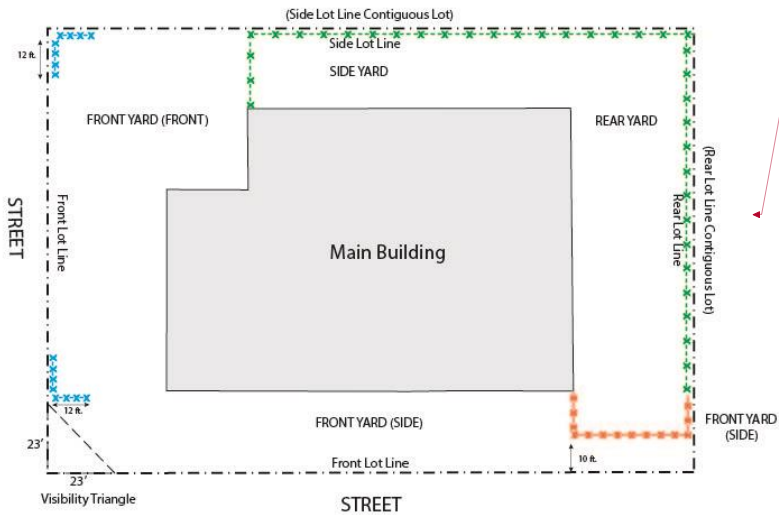 (Side Lot Line Contiguous Lot)
Side Lot Line
12 ft.
SIDE YARD
FRONT YARD (FRONT)
REAR YARD
STREET
Front Lot Line
Main Building
Rear Lot Line
(Rear Lot Line Contiguous Lot)
12 ft.
FRONT YARD (SIDE)
FRONT YARD
(SIDE)
23'
10 ft.
Front Lot Line
23'
Visibility Triangle
STREET